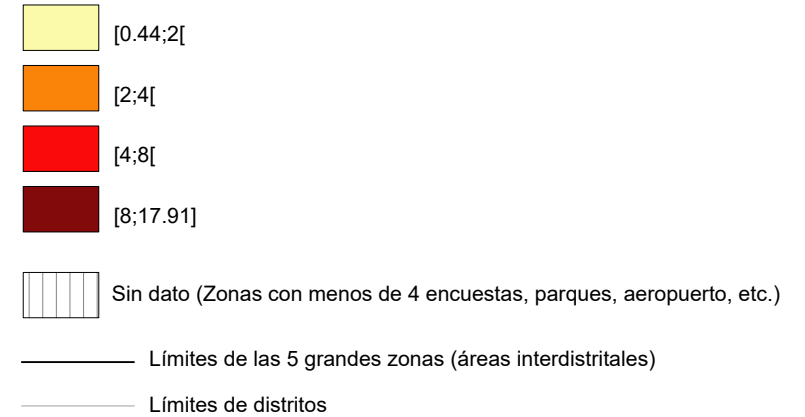 [0.44;2[
[2;4[
[4;8[
[8;17.91]
Sin dato (Zonas con menos de 4 encuestas, parques, aeropuerto, etc.)
Límites de las 5 grandes zonas (áreas interdistritales)
Límites de distritos